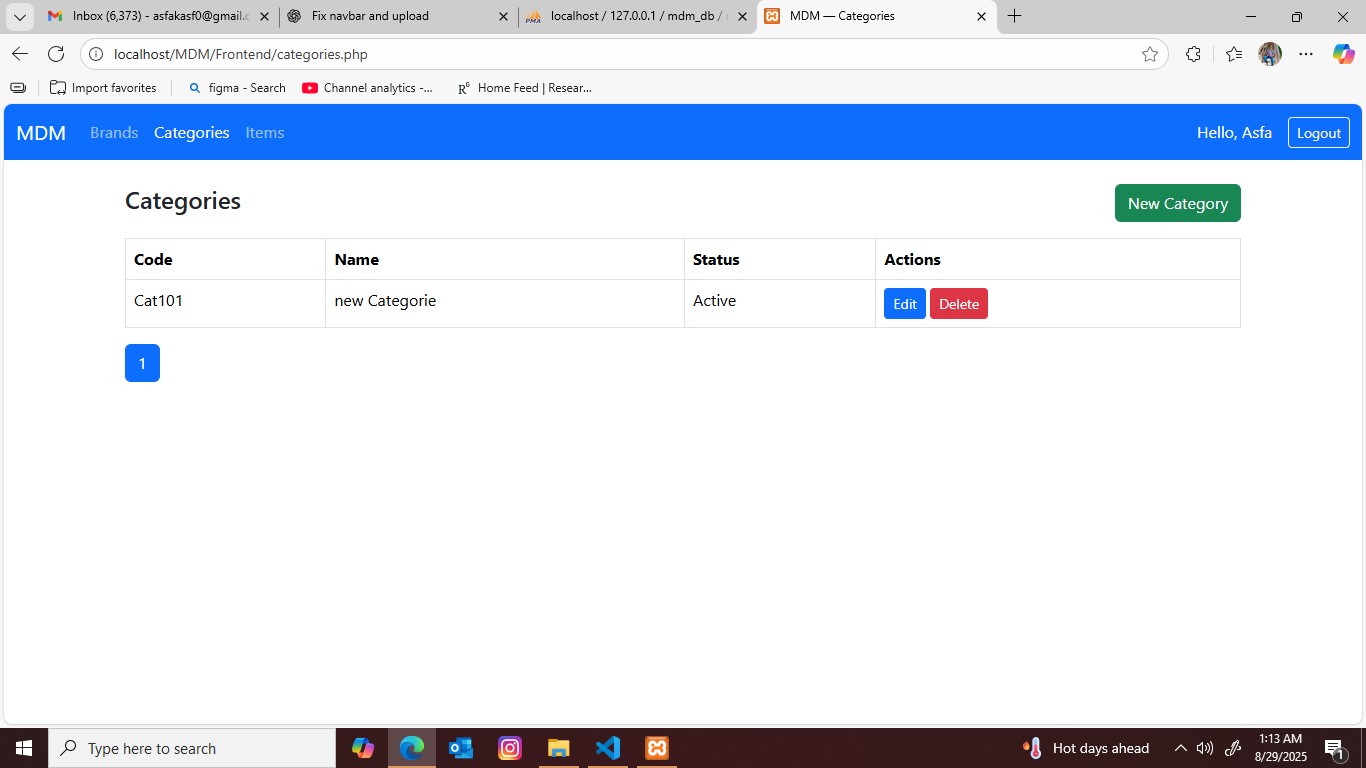 Inbox (6,373) - asfakasf0@gmail.c
Fix navbar and upload
localhost / 127.0.0.1 / mdm_db /
MDM — Categories
localhost/MDM/Frontend/categories.php
Import favorites
figma - Search
Channel analytics -...
R⁶ Home Feed | Resear...
MDM Brands Categories Items Hello, Asfa Logout
Categories New Category
Code Name Status Actions
Cat101 new Categorie Active Edit Delete
1
Type here to search
Hot days ahead
1:13 AM
8/29/2025
1